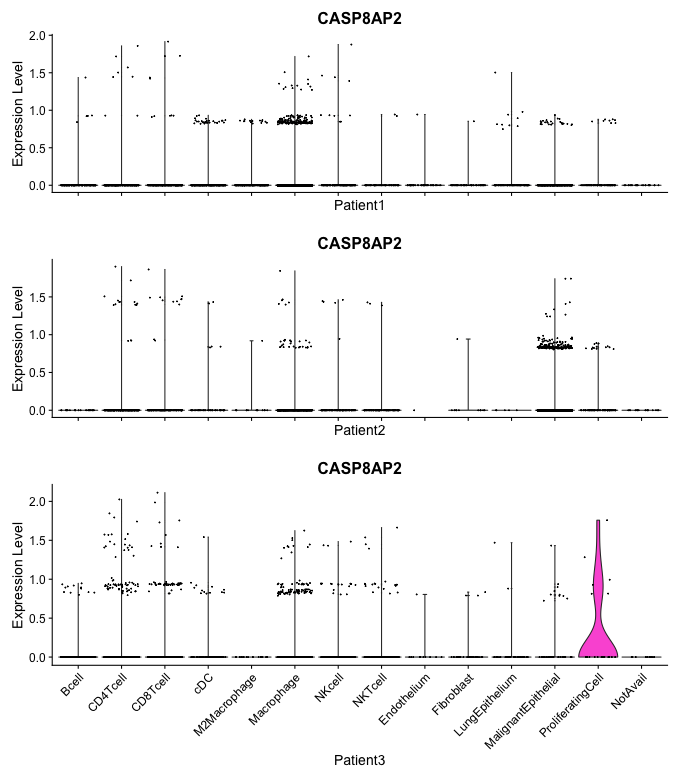 CASP8AP2
2.0
1.5
1.0
0.5
0.0
Expression Level
Patient1
CASP8AP2
1.5
1.0
0.5
0.0
Expression Level
Patient2
CASP8AP2
2.0
1.5
1.0
0.5
0.0
Expression Level
Bcell
CD4Tcell
CD8Tcell
cDC
M2Macrophage
Macrophage
NKcell
NKTcell
Endothelium
Fibroblast
LungEpithelium
MalignantEpithelial
ProliferatingCell
NotAvail
Patient3